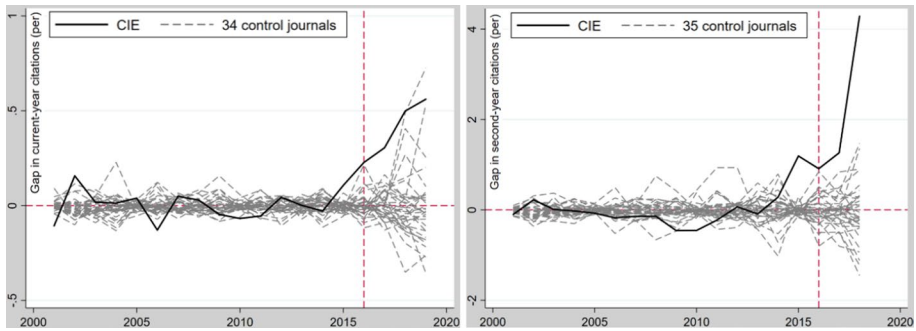 CIE 34 control journals
Gap in current-year citations (per)
1
.5
0
-.5
2000 2005 2010 2015 2020
CIE 35 control journals
Gap in second-year citations (per)
4
2
0
-2
2000 2005 2010 2015 2020